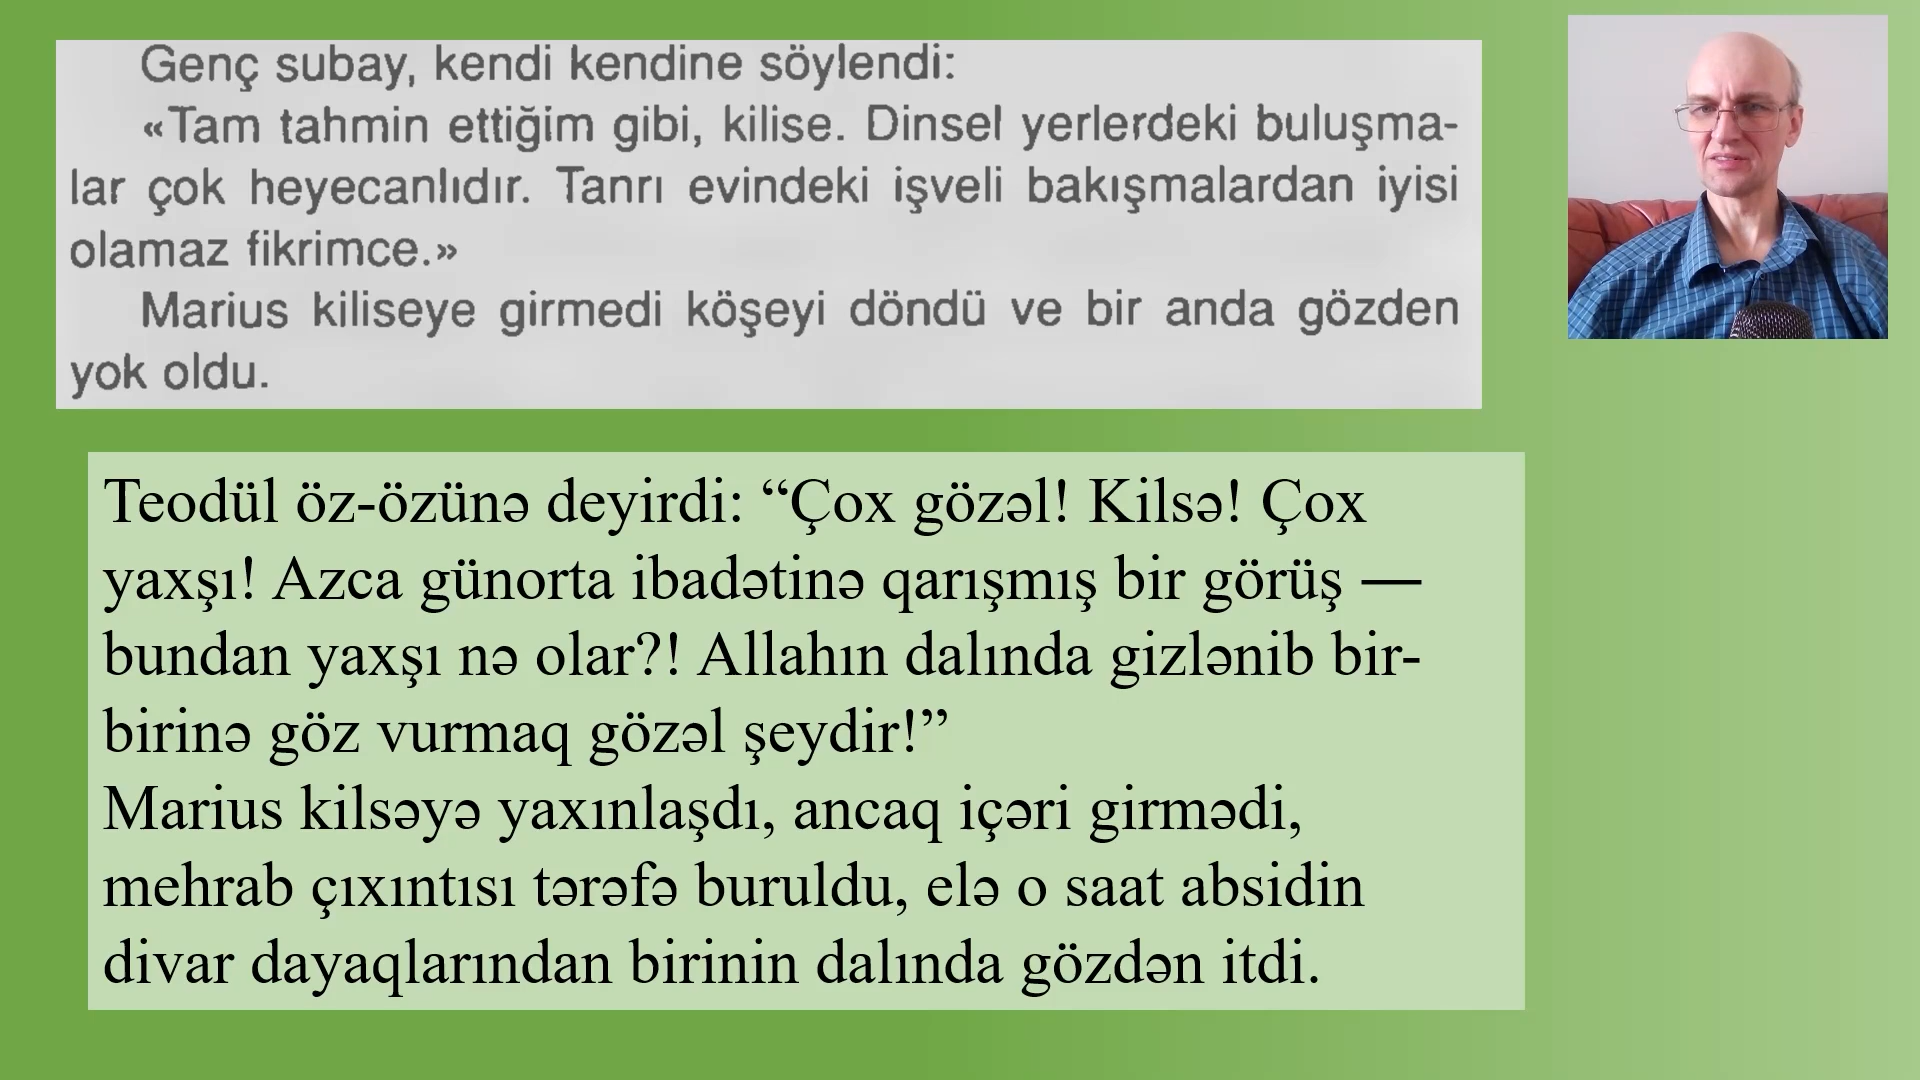 Genç subay, kendi kendine söylendi:
«Tam tahmin ettiğim gibi, kilise. Dinsel yerlerdeki buluşma-
lar çok heyecanlıdır. Tanrı evindeki işveli bakışmalardan iyisi
olamaz fikrimce.»
Marius kiliseye girmedi köşeyi döndü ve bir anda gözden
yok oldu.
Teodül öz-özünə deyirdi: “Çox gözəl! Kilsə! Çox
yaxşı! Azca günorta ibadətinə qarışmış bir görüş —
bundan yaxşı nə olar?! Allahın dalında gizlənib bir-
birinə göz vurmaq gözəl şeydir!”
Marius kilsəyə yaxınlaşdı, ancaq içəri girmədi,
mehrab çıxıntısı tərəfə buruldu, elə o saat absidin
divar dayaqlarından birinin dalında gözdən itdi.